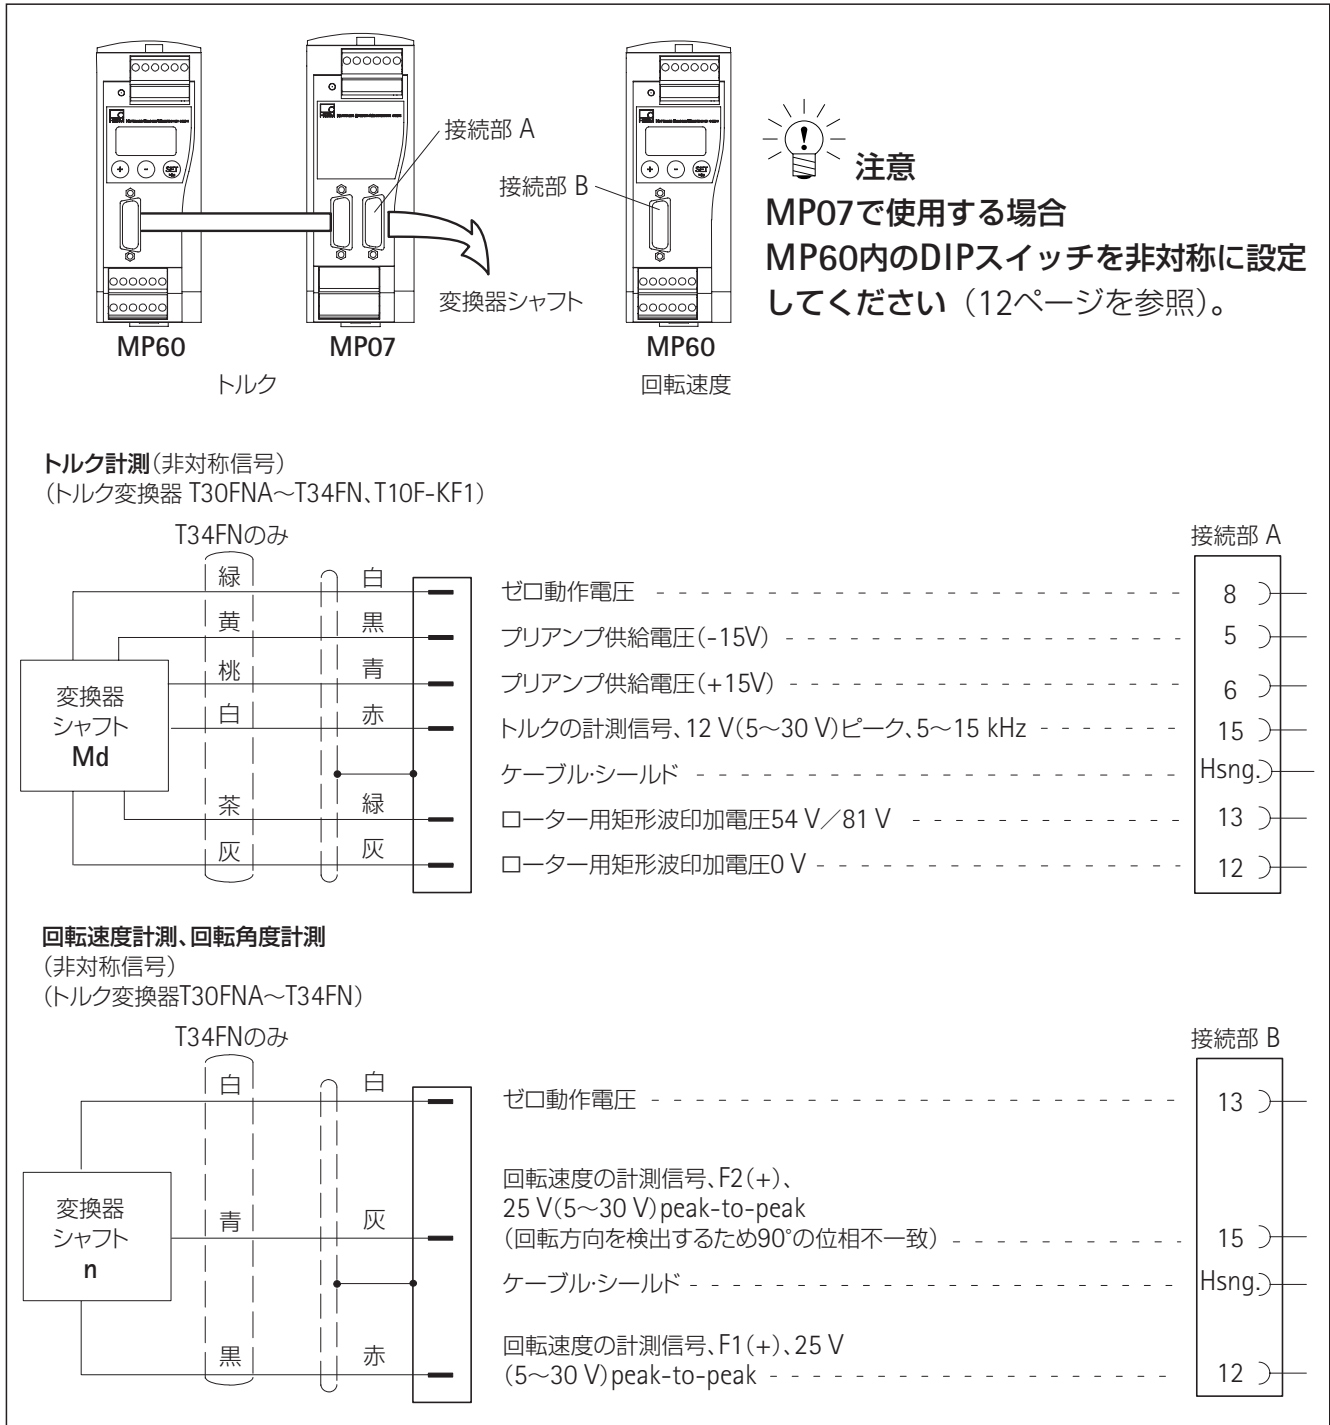 接続部 A
接続部 B
変換器シャフト
SET
SET
MP60
MP07
MP60
トルク
回転速度
注意
MP07で使用する場合
MP60内のDIPスイッチを非対称に設定
してください（12ページを参照）。
トルク計測（非対称信号）
（トルク変換器 T30FNA～T34FN、T10F-KF1）
T34FNのみ
接続部 A
緑 白 ゼロ動作電圧 8
黄 黒 プリアンプ供給電圧（-15V） 5
桃 青 プリアンプ供給電圧（+15V） 6
白 赤 トルクの計測信号、12 V（5～30 V）ピーク、5～15 kHz 15
変換器
シャフト
Md
ケーブル・シールド Hsng.
茶 緑 ローター用矩形波印加電圧54 V／81 V 13
灰 灰 ローター用矩形波印加電圧0 V 12
回転速度計測、回転角度計測
（非対称信号）
（トルク変換器T30FNA～T34FN）
T34FNのみ
接続部 B
白 白 ゼロ動作電圧 13
変換器
シャフト
n
回転速度の計測信号、F2（+）、
25 V（5～30 V）peak-to-peak
青 灰 （回転方向を検出するため90°の位相不一致） 15
ケーブル・シールド Hsng.
回転速度の計測信号、F1（+）、25 V
黒 赤 （5～30 V）peak-to-peak 12